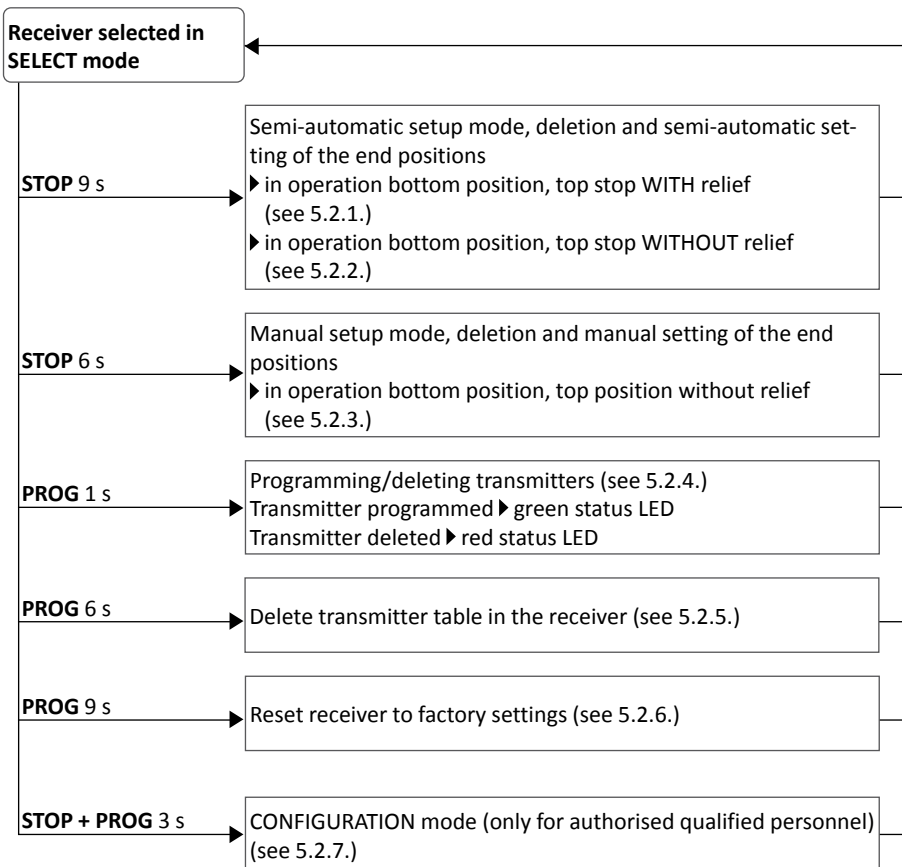 Receiver selected in
SELECT mode
STOP 9 s
Semi-automatic setup mode, deletion and semi-automatic set-
ting of the end positions
▶ in operation bottom position, top stop WITH relief
(see 5.2.1.)
▶ in operation bottom position, top stop WITHOUT relief
(see 5.2.2.)
STOP 6 s
Manual setup mode, deletion and manual setting of the end
positions
▶ in operation bottom position, top position without relief
(see 5.2.3.)
PROG 1 s
Programming/deleting transmitters (see 5.2.4.)
Transmitter programmed ▶ green status LED
Transmitter deleted ▶ red status LED
PROG 6 s
Delete transmitter table in the receiver (see 5.2.5.)
PROG 9 s
Reset receiver to factory settings (see 5.2.6.)
STOP + PROG 3 s
CONFIGURATION mode (only for authorised qualified personnel)
(see 5.2.7.)